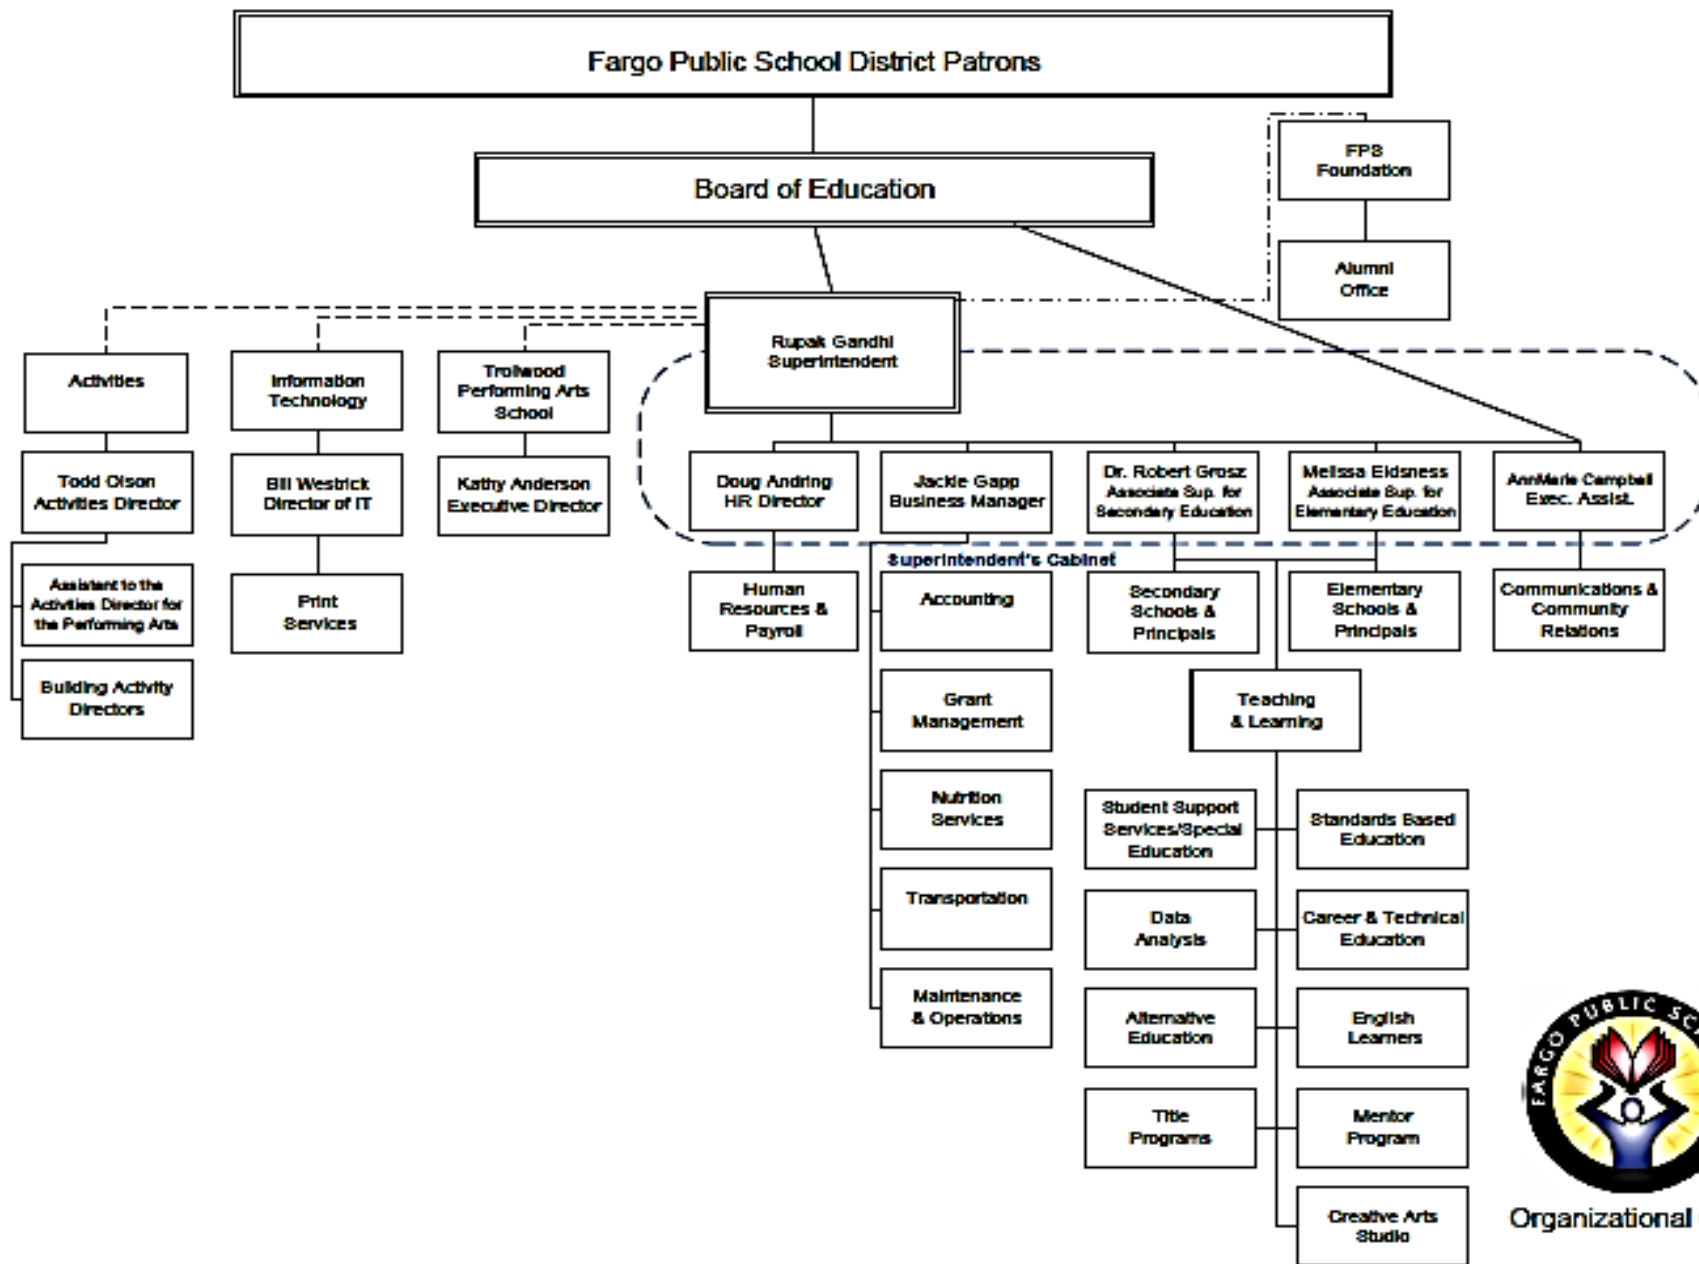 Fargo Public School District Patrons
Board of Education
FPS
Foundation
Alumni
Office
Rupak Gandhi
Superintendent
Activities
Information
Technology
Trollwood
Performing Arts
School
Todd Olson
Activities Director
Bill Westrick
Director of IT
Kathy Anderson
Executive Director
Doug Andring
HR Director
Jackie Gapp
Business Manager
Dr. Robert Grosz
Associate Sup. for
Secondary Education
Melissa Eidsness
Associate Sup. for
Elementary Education
AnnMarie Campbell
Exec. Assist.
Superintendent's Cabinet
Assistant to the
Activities Director for
the Performing Arts
Print
Services
Human
Resources &
Payroll
Accounting
Secondary
Schools &
Principals
Elementary
Schools &
Principals
Communications &
Community
Relations
Building Activity
Directors
Grant
Management
Teaching
& Learning
Nutrition
Services
Student Support
Services/Special
Education
Standards Based
Education
Transportation
Data
Analysis
Career & Technical
Education
Maintenance
& Operations
Alternative
Education
English
Learners
Title
Programs
Mentor
Program
Creative Arts
Studio
FARGO PUBLIC SC
Organizational